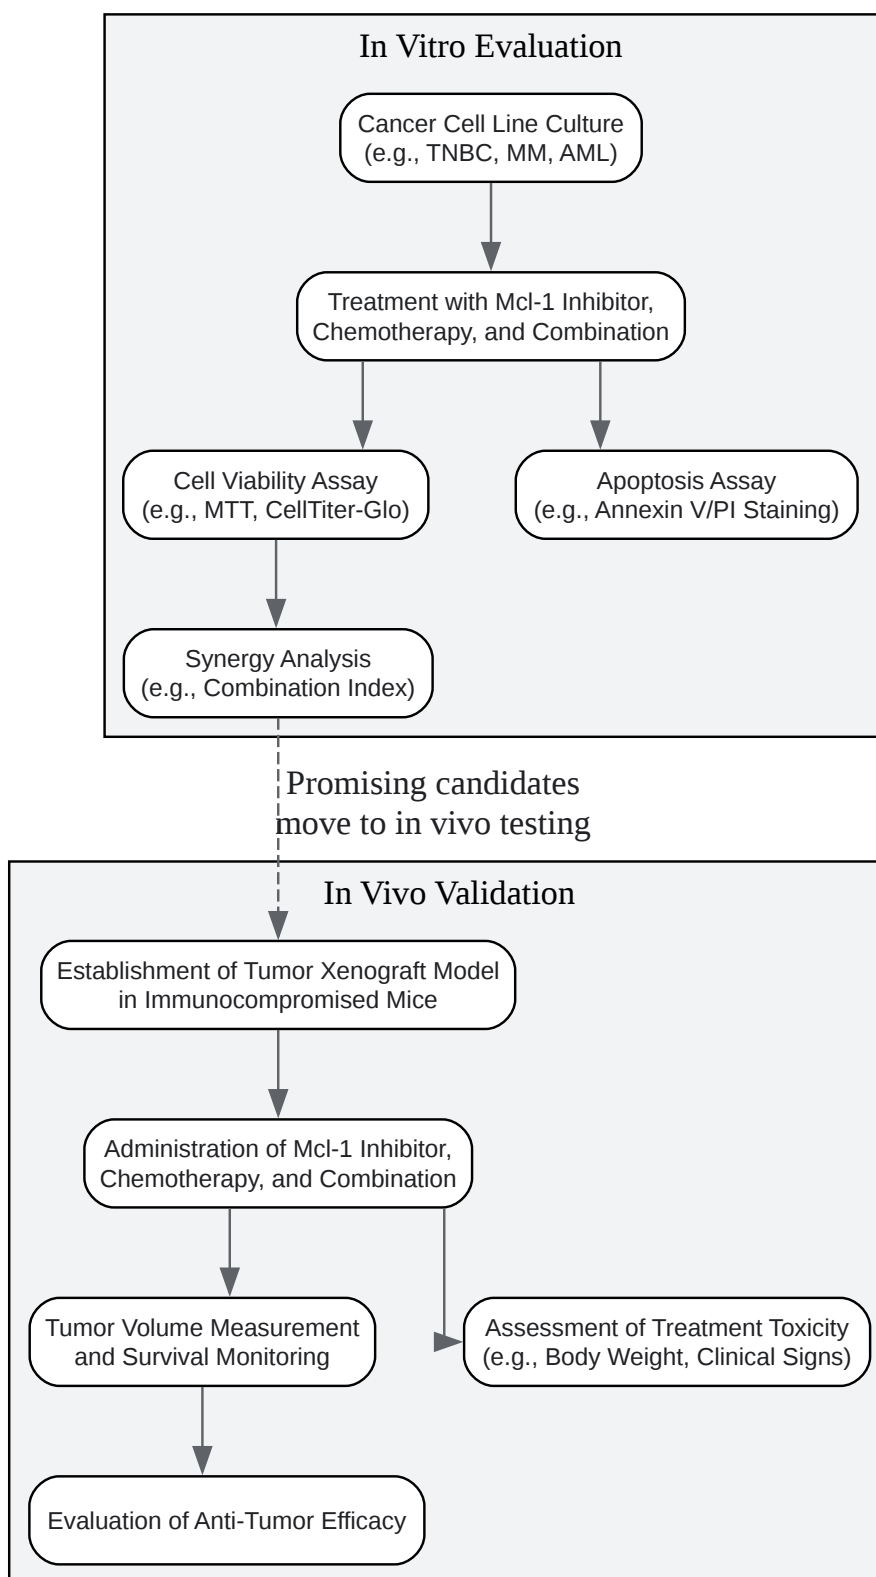 In Vitro Evaluation
Cancer Cell Line Culture
(e.g., TNBC, MM, AML)
Treatment with Mcl-1 Inhibitor,
Chemotherapy, and Combination
Cell Viability Assay
(e.g., MTT, CellTiter-Glo)
Apoptosis Assay
(e.g., Annexin V/PI Staining)
Synergy Analysis
(e.g., Combination Index)
Promising candidates
move to in vivo testing
In Vivo Validation
Establishment of Tumor Xenograft Model
in Immunocompromised Mice
Administration of Mcl-1 Inhibitor,
Chemotherapy, and Combination
Tumor Volume Measurement
and Survival Monitoring
Assessment of Treatment Toxicity
(e.g., Body Weight, Clinical Signs)
Evaluation of Anti-Tumor Efficacy